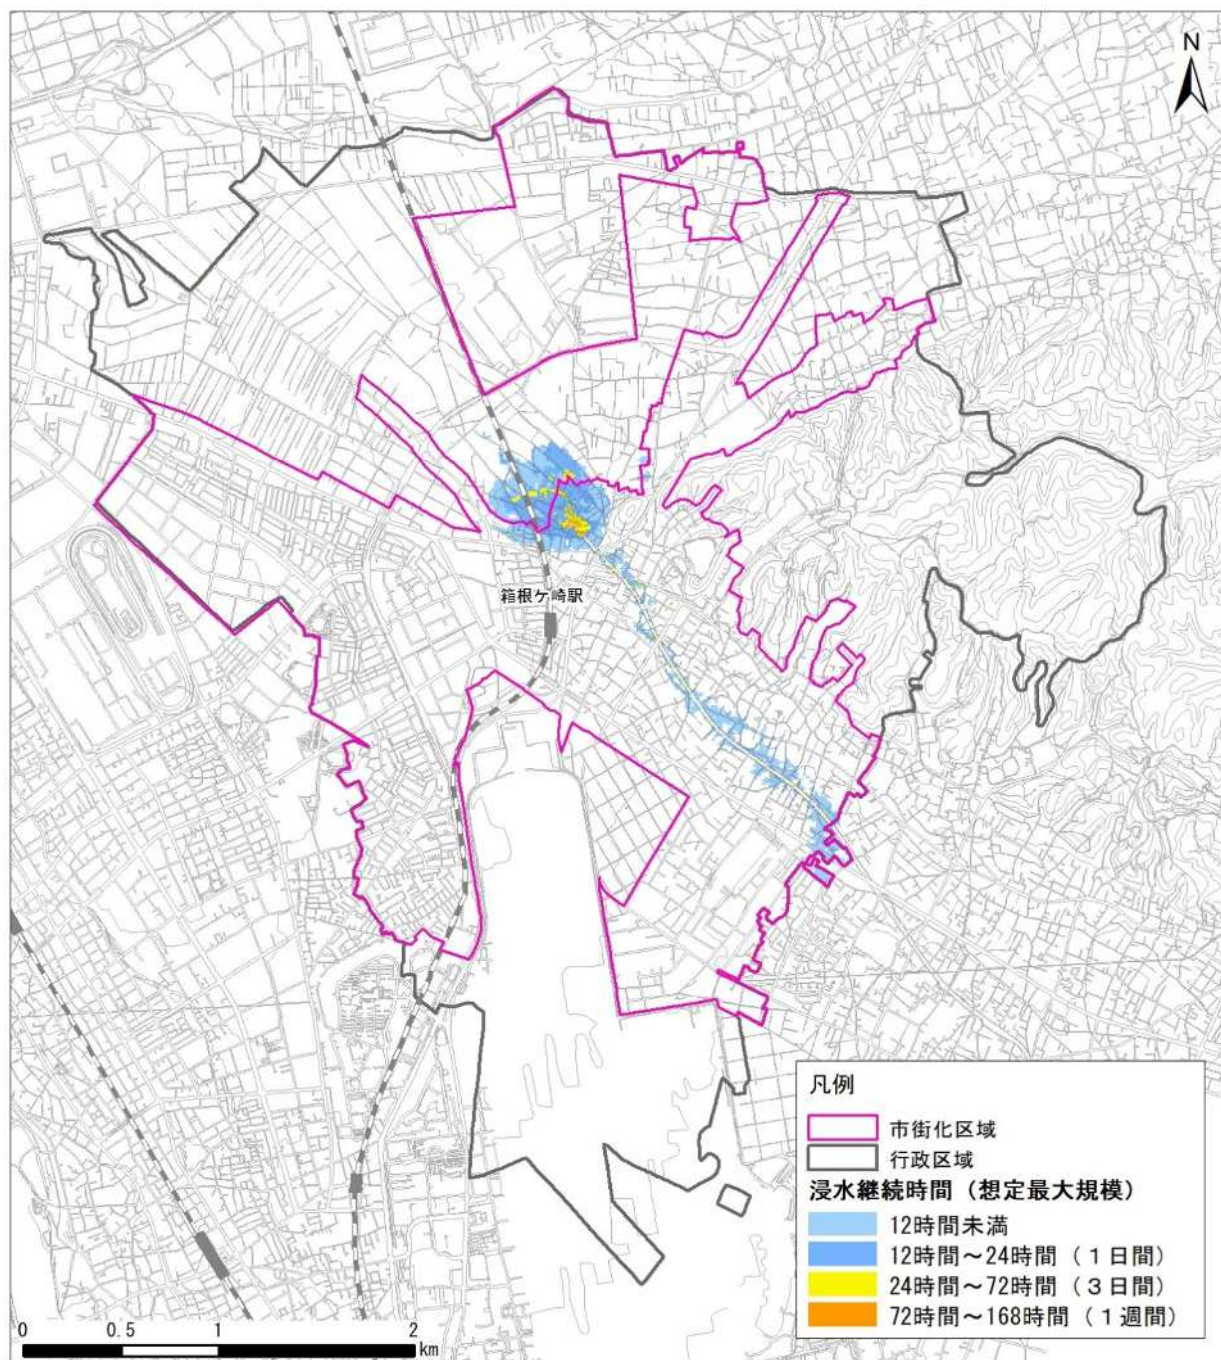 N
箱根ケ崎駅
凡例
市街化区域
行政区域
浸水継続時間（想定最大規模）
12時間未満
12時間～24時間（１日間）
24時間～72時間（３日間）
72時間～168時間（１週間）
0 0.5 1 2
km